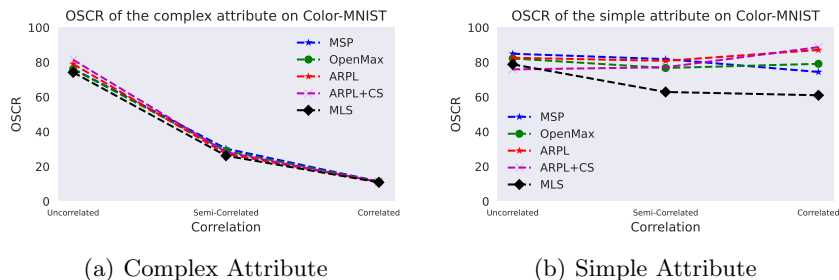 OSCR of the complex attribute on Color-MNIST
100
80
60
40
20
0
OSCR
MSP
OpenMax
ARPL
ARPL+CS
MLS
Uncorrelated
Semi-Correlated
Correlated
Correlation
(a) Complex Attribute
OSCR of the simple attribute on Color-MNIST
100
80
60
40
20
0
OSCR
MSP
OpenMax
ARPL
ARPL+CS
MLS
Uncorrelated
Semi-Correlated
Correlated
Correlation
(b) Simple Attribute